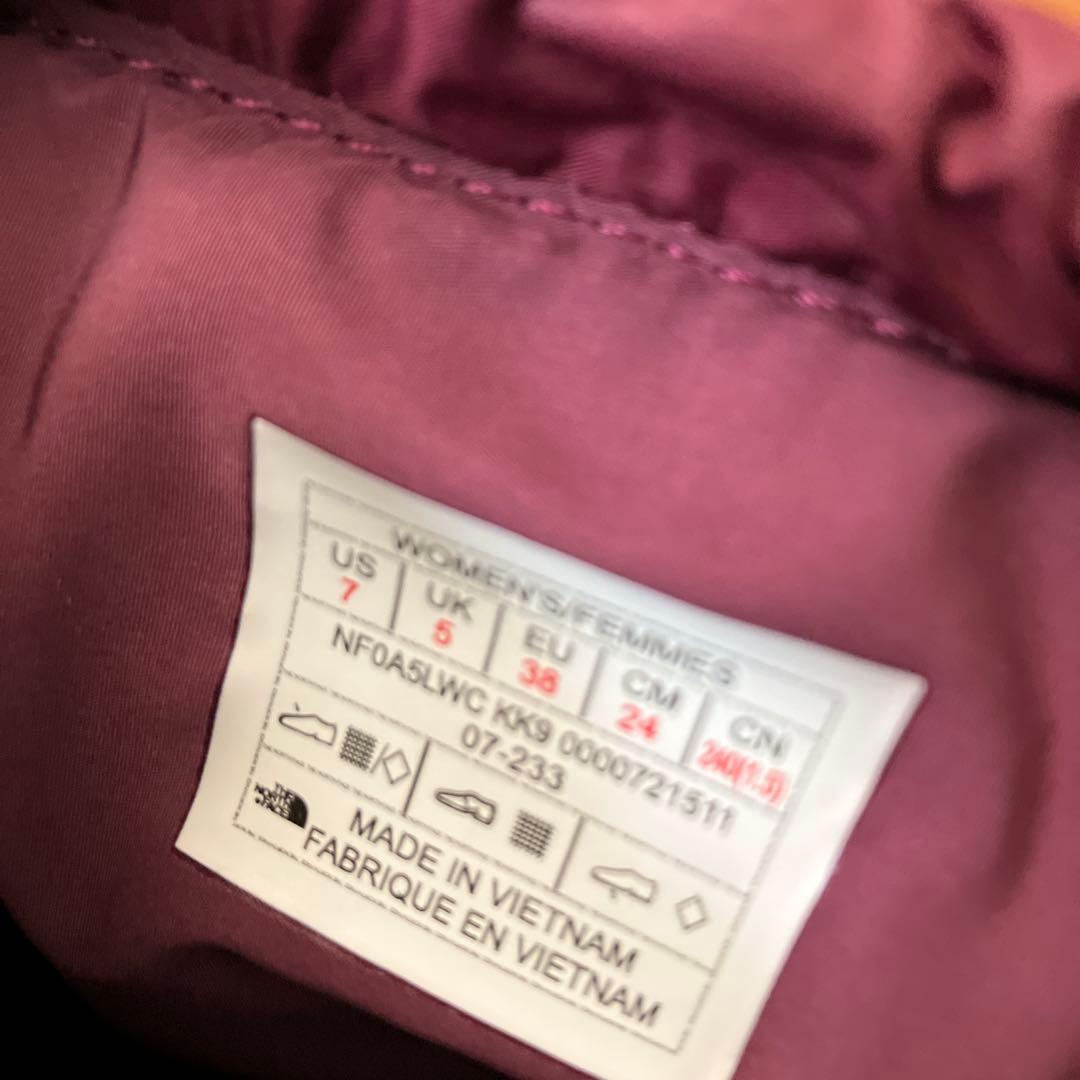 WOMEN'S/FEMMES
US UK EU CM CN
7 5 38 24 240(1.5)
NF0A5LWC KK9 0000721511
07-233
THE NORTH FACE
MADE IN VIETNAM
FABRIQUE EN VIETNAM